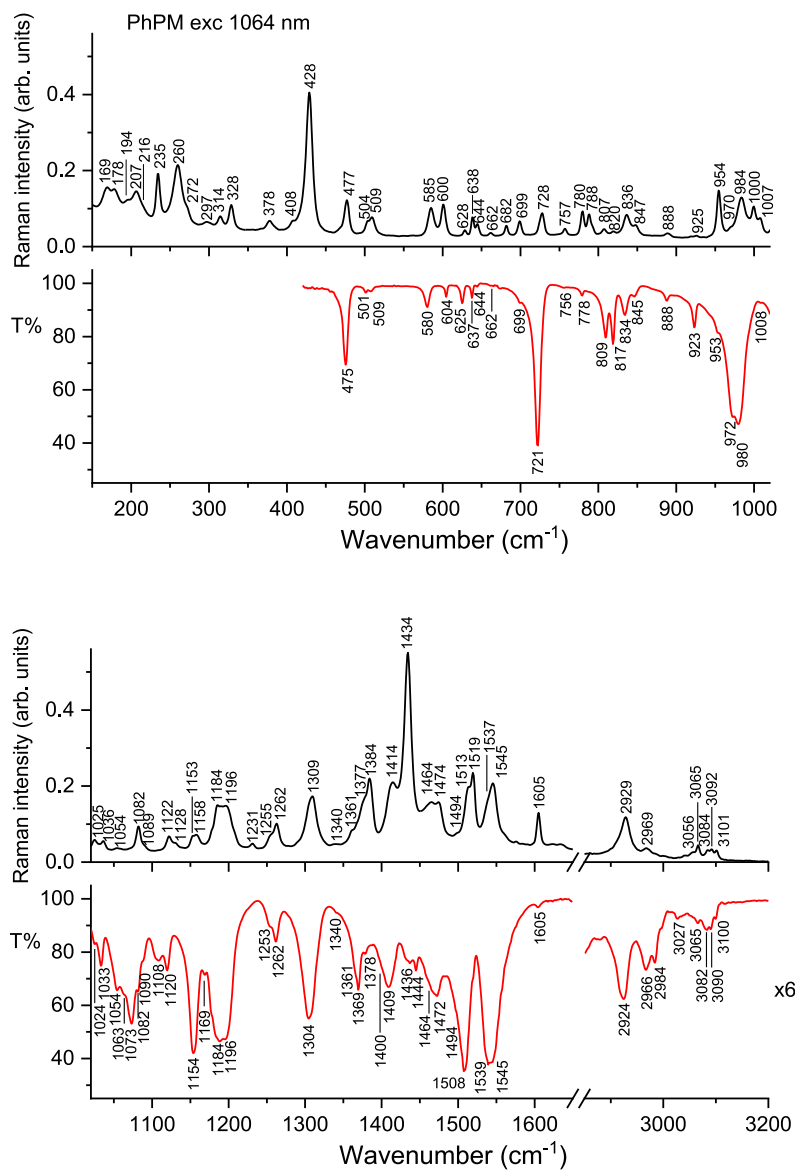 PhPM exc 1064 nm
Raman intensity (arb. units)
0.4
0.2
0.0
169 178 194 207 216 235 260 272 297 314 328 378 408 428 477 504 509 585 600 628 638 644 662 682 699 728 757 780 788 807 820 836 847 888 925 954 970 984 1000 1007
T%
100
80
60
40
475 501 509 580 604 625 637 644 662 699 721 756 778 809 817 834 845 888 923 953 972 980 1008
200 300 400 500 600 700 800 900 1000
Wavenumber (cm⁻¹)
Raman intensity (arb. units)
0.4
0.2
0.0
1025 1036 1054 1082 1089 1122 1128 1153 1158 1184 1196 1231 1255 1262 1309 1340 1361 1377 1384 1414 1434 1464 1474 1494 1513 1519 1537 1545 1605 2929 2969 3056 3065 3084 3092 3101
T%
100
80
60
40
1024 1033 1054 1063 1073 1082 1090 1108 1120 1154 1169 1184 1196 1253 1262 1304 1340 1361 1369 1378 1400 1409 1436 1444 1464 1472 1494 1508 1539 1545 1605 2924 2966 2984 3027 3065 3082 3090 3100
x6
1100 1200 1300 1400 1500 1600 3000 3100 3200
Wavenumber (cm⁻¹)